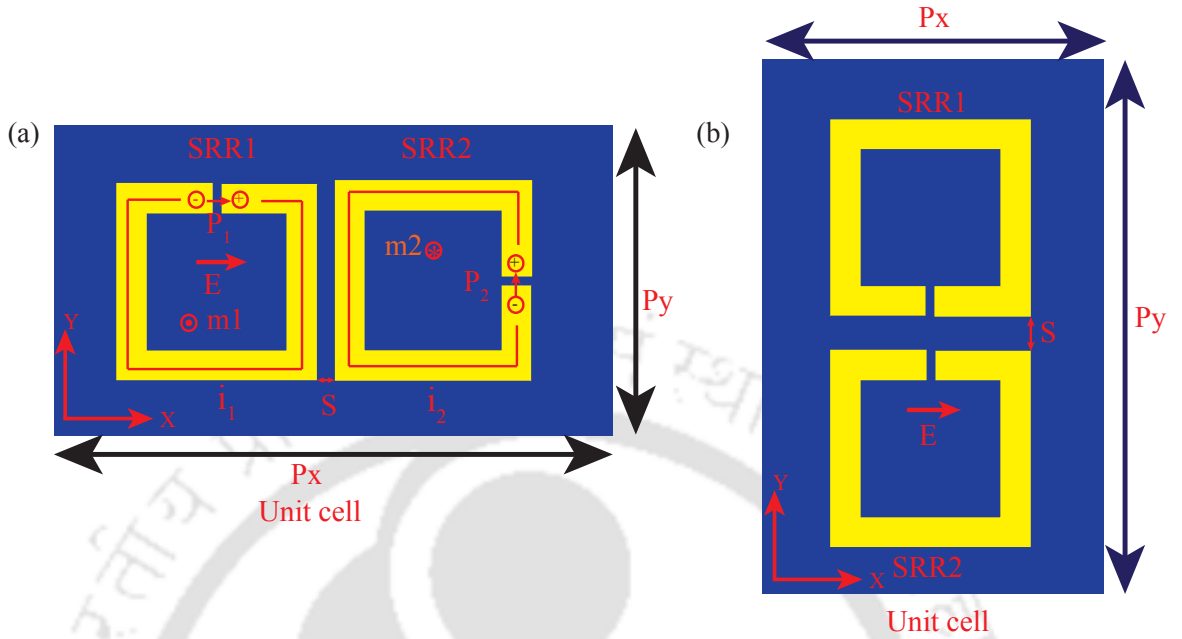 (a)
SRR1 SRR2
- +
P1
E
m1
m2
+
P2
-
Y
X
i1 S i2
Py
Px
Unit cell
(b)
Px
SRR1
S
Py
E
Y
X
SRR2
Unit cell